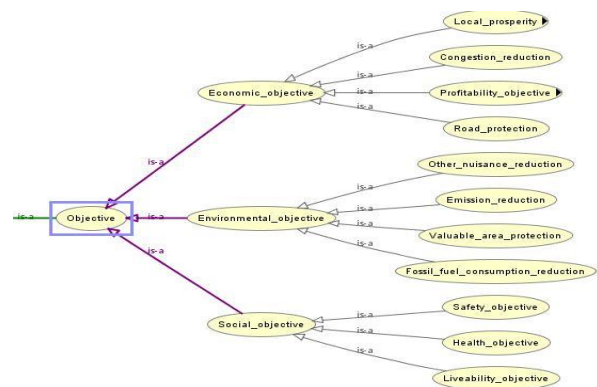 Local_prosperity
is-a
Congestion_reduction
is-a
Economic_objective
is-a
Profitability_objective
is-a
Road_protection
is-a
Other_nuisance_reduction
is-a
Emission_reduction
is-a
is-a
Objective
is-a
Environmental_objective
is-a
Valuable_area_protection
is-a
is-a
Fossil_fuel_consumption_reduction
Safety_objective
is-a
Social_objective
is-a
Health_objective
is-a
Liveability_objective